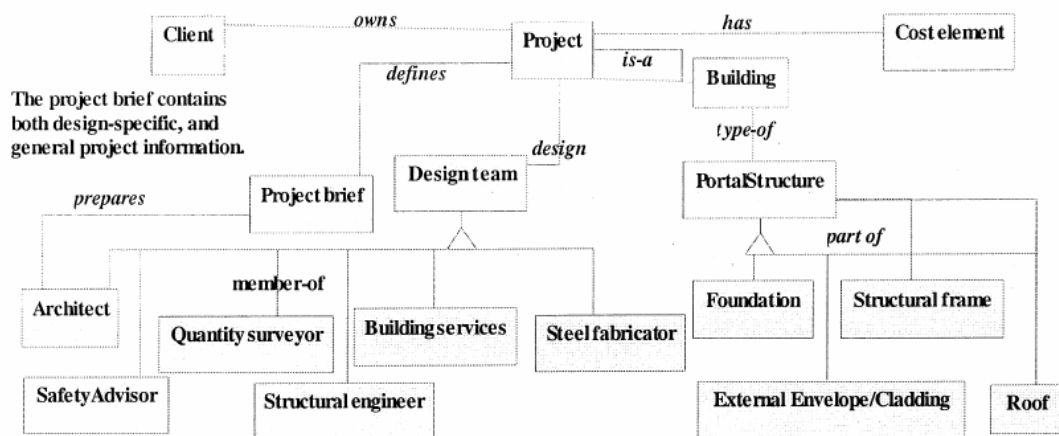 Client
owns
Project
has
Cost element
is-a
defines
Building
The project brief contains
both design-specific, and
general project information.
type-of
design
Design team
PortalStructure
Project brief
prepares
part of
member-of
Architect
Foundation
Structural frame
Quantity surveyor
Building services
Steel fabricator
Safety Advisor
Structural engineer
External Envelope/Cladding
Roof